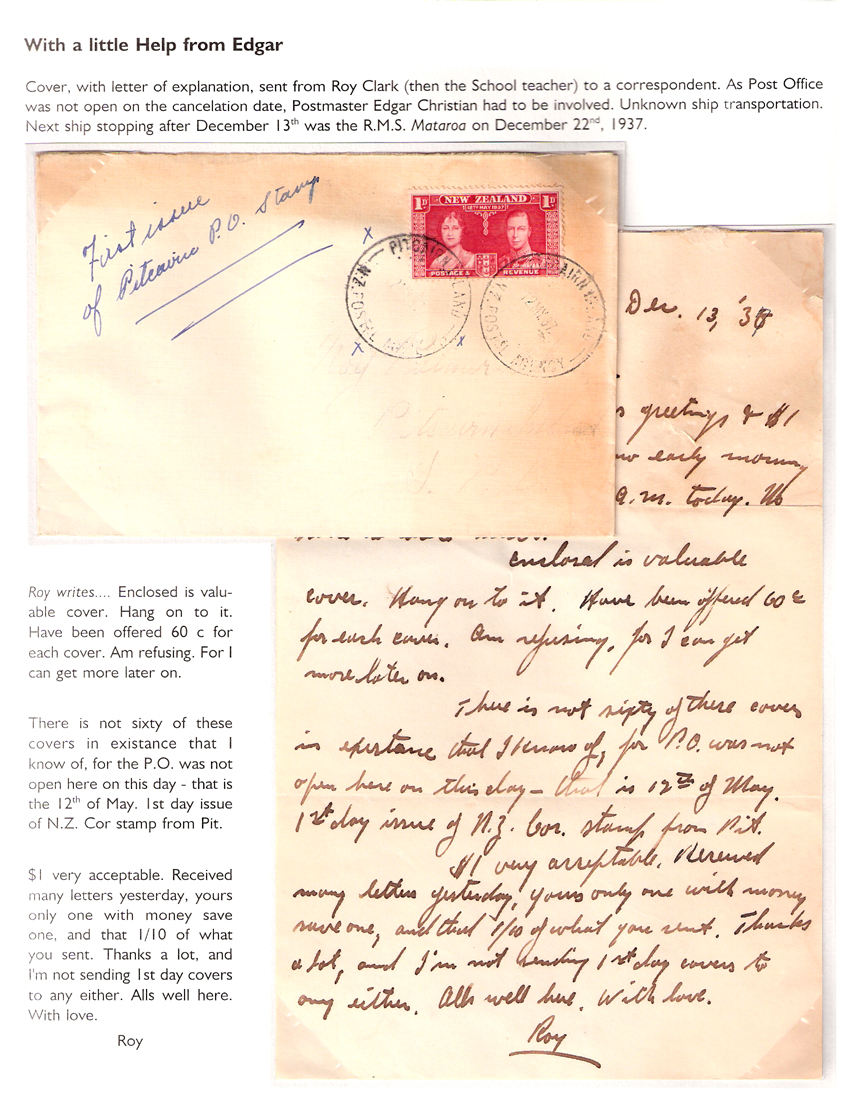 With a little Help from Edgar
Cover, with letter of explanation, sent from Roy Clark (then the School teacher) to a correspondent. As Post Office
was not open on the cancelation date, Postmaster Edgar Christian had to be involved. Unknown ship transportation.
Next ship stopping after December 13th was the R.M.S. Mataroa on December 22nd, 1937.
First issue
of Pitcairn P.O. Stamp
x
x
x
1D NEW ZEALAND 1D
12TH MAY 1937
POSTAGE & REVENUE
PITCAIRN ISLAND
N.Z. POSTAL AGENCY
N.Z. POSTAL AGENCY
Pitcairn
Dec. 13, '37
greetings & $1
early morning
a.m. today.
enclosed is valuable
cover. Hang on to it. Have been offered 60c
for each cover. Am refusing, for I can get
more later on.
There is not sixty of these covers
in existance that I know of, for P.O. was not
open here on this day - that is 12th of May.
1st day issue of N.Z. Cor. stamp from Pit.
$1 very acceptable. Received
many letters yesterday, yours only one with money
save one, and that 1/10 of what you sent. Thanks
a lot, and I'm not sending 1st day covers to
any either. Alls well here. With love.
Roy
Roy writes.... Enclosed is valu-
able cover. Hang on to it.
Have been offered 60 c for
each cover. Am refusing. For I
can get more later on.
There is not sixty of these
covers in existance that I
know of, for the P.O. was not
open here on this day - that is
the 12th of May. 1st day issue
of N.Z. Cor stamp from Pit.
$1 very acceptable. Received
many letters yesterday, yours
only one with money save
one, and that 1/10 of what
you sent. Thanks a lot, and
I'm not sending 1st day covers
to any either. Alls well here.
With love.
Roy